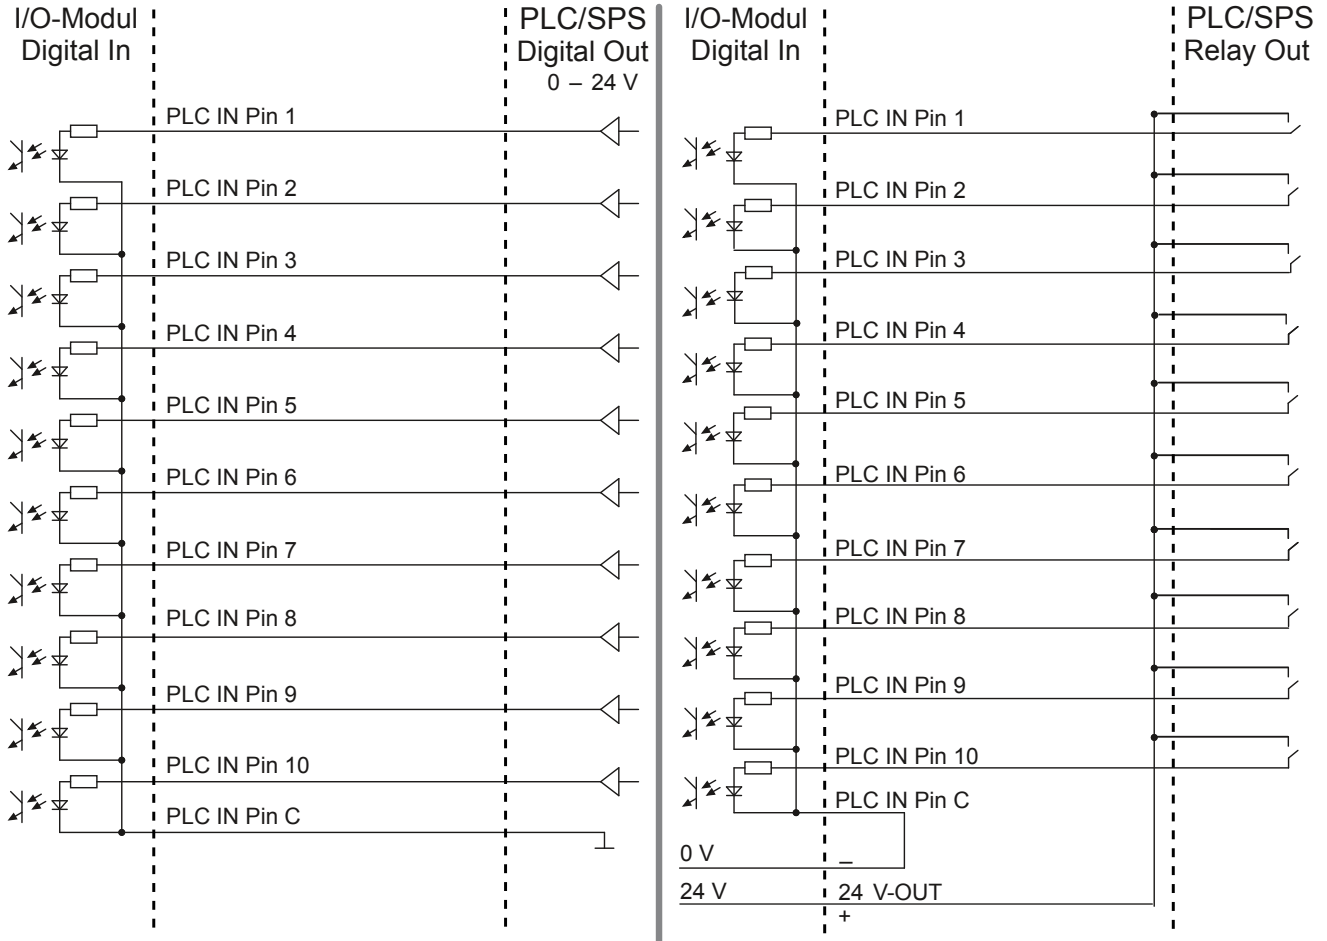 I/O-Modul
Digital In
PLC/SPS
Digital Out
0 – 24 V
PLC IN Pin 1
PLC IN Pin 2
PLC IN Pin 3
PLC IN Pin 4
PLC IN Pin 5
PLC IN Pin 6
PLC IN Pin 7
PLC IN Pin 8
PLC IN Pin 9
PLC IN Pin 10
PLC IN Pin C
I/O-Modul
Digital In
PLC/SPS
Relay Out
PLC IN Pin 1
PLC IN Pin 2
PLC IN Pin 3
PLC IN Pin 4
PLC IN Pin 5
PLC IN Pin 6
PLC IN Pin 7
PLC IN Pin 8
PLC IN Pin 9
PLC IN Pin 10
PLC IN Pin C
0 V –
24 V 24 V-OUT
+